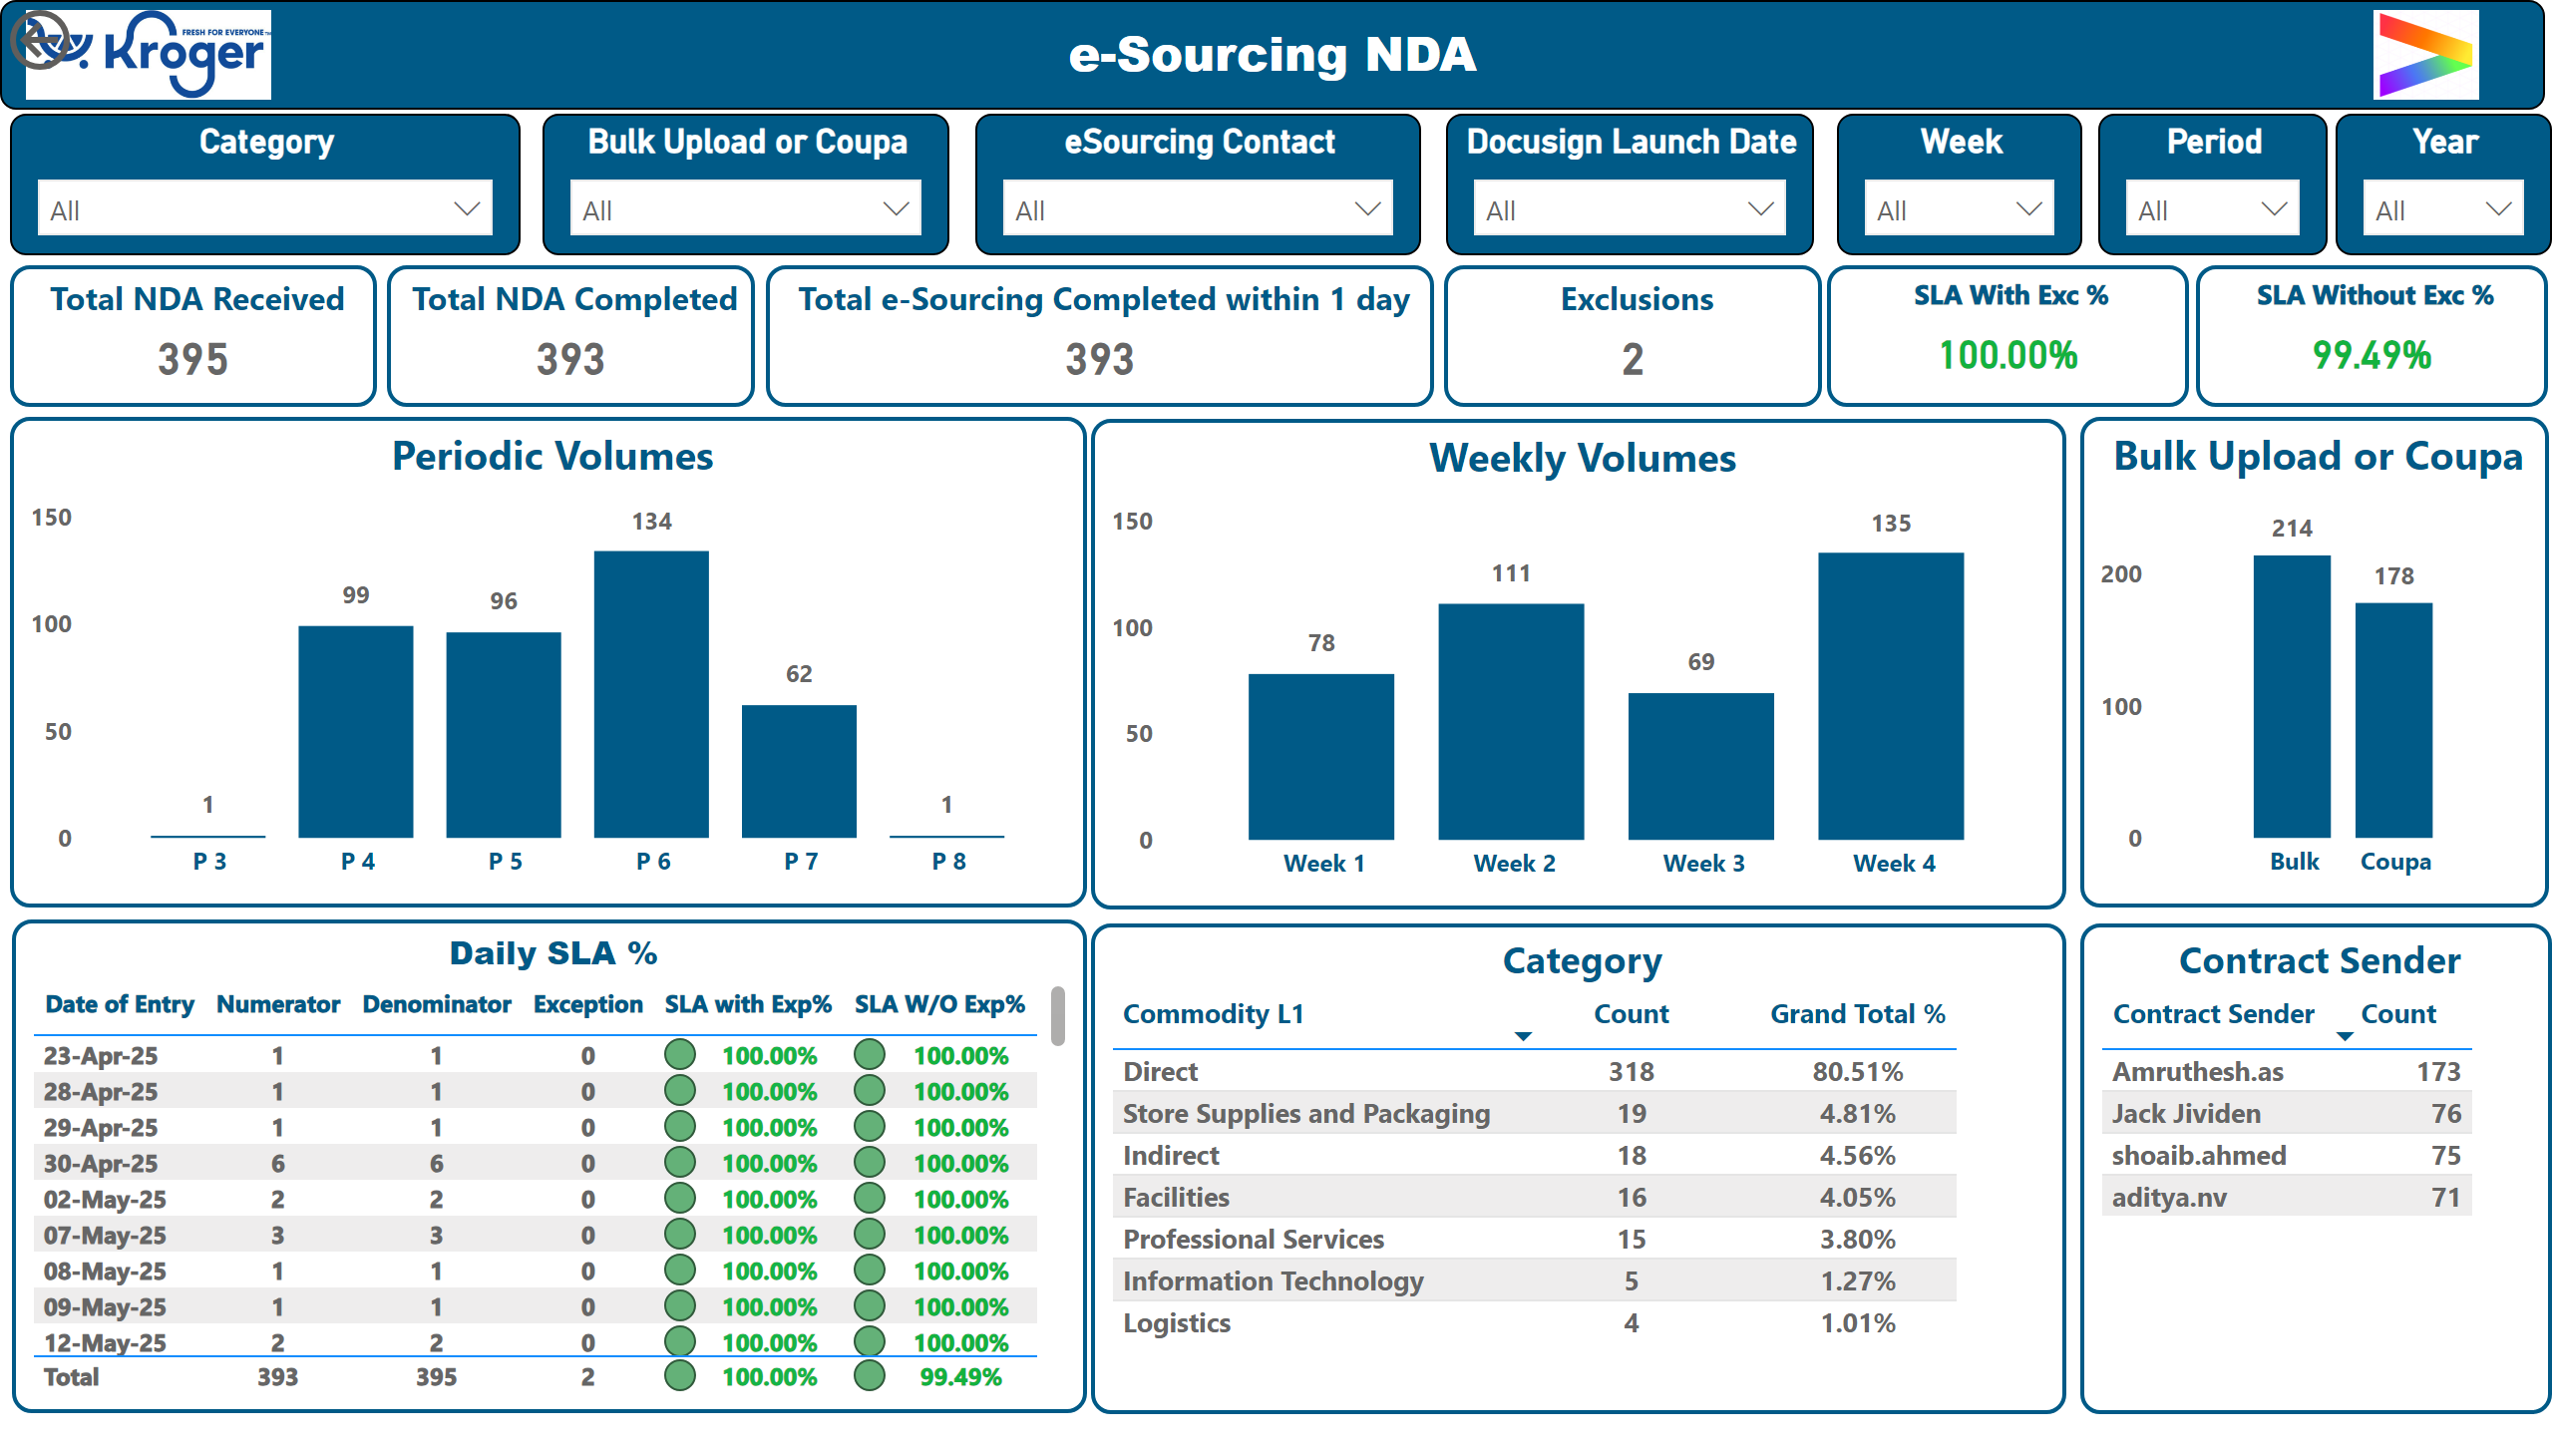 FRESH FOR EVERYONE™
Kroger
e-Sourcing NDA
Category
Bulk Upload or Coupa
eSourcing Contact
Docusign Launch Date
Week
Period
Year
All
All
All
All
All
All
All
Total NDA Received
395
Total NDA Completed
393
Total e-Sourcing Completed within 1 day
393
Exclusions
2
SLA With Exc %
100.00%
SLA Without Exc %
99.49%
Periodic Volumes
150
100
50
0
1
99
96
134
62
1
P 3
P 4
P 5
P 6
P 7
P 8
Weekly Volumes
150
100
50
0
78
111
69
135
Week 1
Week 2
Week 3
Week 4
Bulk Upload or Coupa
200
100
0
214
178
Bulk
Coupa
Daily SLA %
Date of Entry Numerator Denominator Exception SLA with Exp% SLA W/O Exp%
23-Apr-25 1 1 0 100.00% 100.00%
28-Apr-25 1 1 0 100.00% 100.00%
29-Apr-25 1 1 0 100.00% 100.00%
30-Apr-25 6 6 0 100.00% 100.00%
02-May-25 2 2 0 100.00% 100.00%
07-May-25 3 3 0 100.00% 100.00%
08-May-25 1 1 0 100.00% 100.00%
09-May-25 1 1 0 100.00% 100.00%
12-May-25 2 2 0 100.00% 100.00%
Total 393 395 2 100.00% 99.49%
Category
Commodity L1 Count Grand Total %
Direct 318 80.51%
Store Supplies and Packaging 19 4.81%
Indirect 18 4.56%
Facilities 16 4.05%
Professional Services 15 3.80%
Information Technology 5 1.27%
Logistics 4 1.01%
Contract Sender
Contract Sender Count
Amruthesh.as 173
Jack Jividen 76
shoaib.ahmed 75
aditya.nv 71